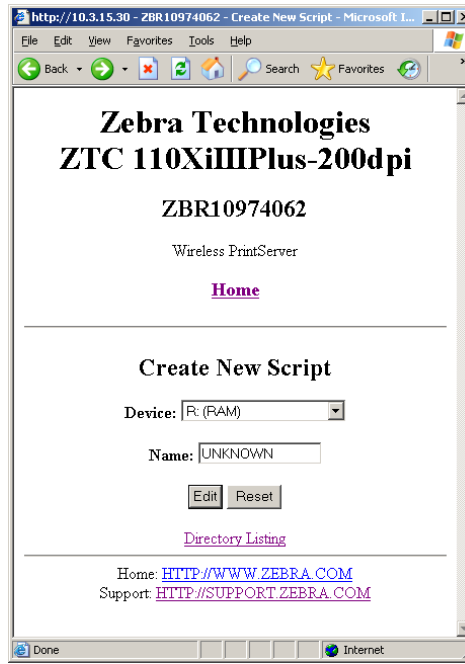 http://10.3.15.30 - ZBR10974062 - Create New Script - Microsoft I...
File Edit View Favorites Tools Help
Back Search Favorites
Zebra Technologies
ZTC 110XiIIIPlus-200dpi
ZBR10974062
Wireless PrintServer
Home
Create New Script
Device: R: (RAM)
Name: UNKNOWN
Edit Reset
Directory Listing
Home: HTTP://WWW.ZEBRA.COM
Support: HTTP://SUPPORT.ZEBRA.COM
Done Internet